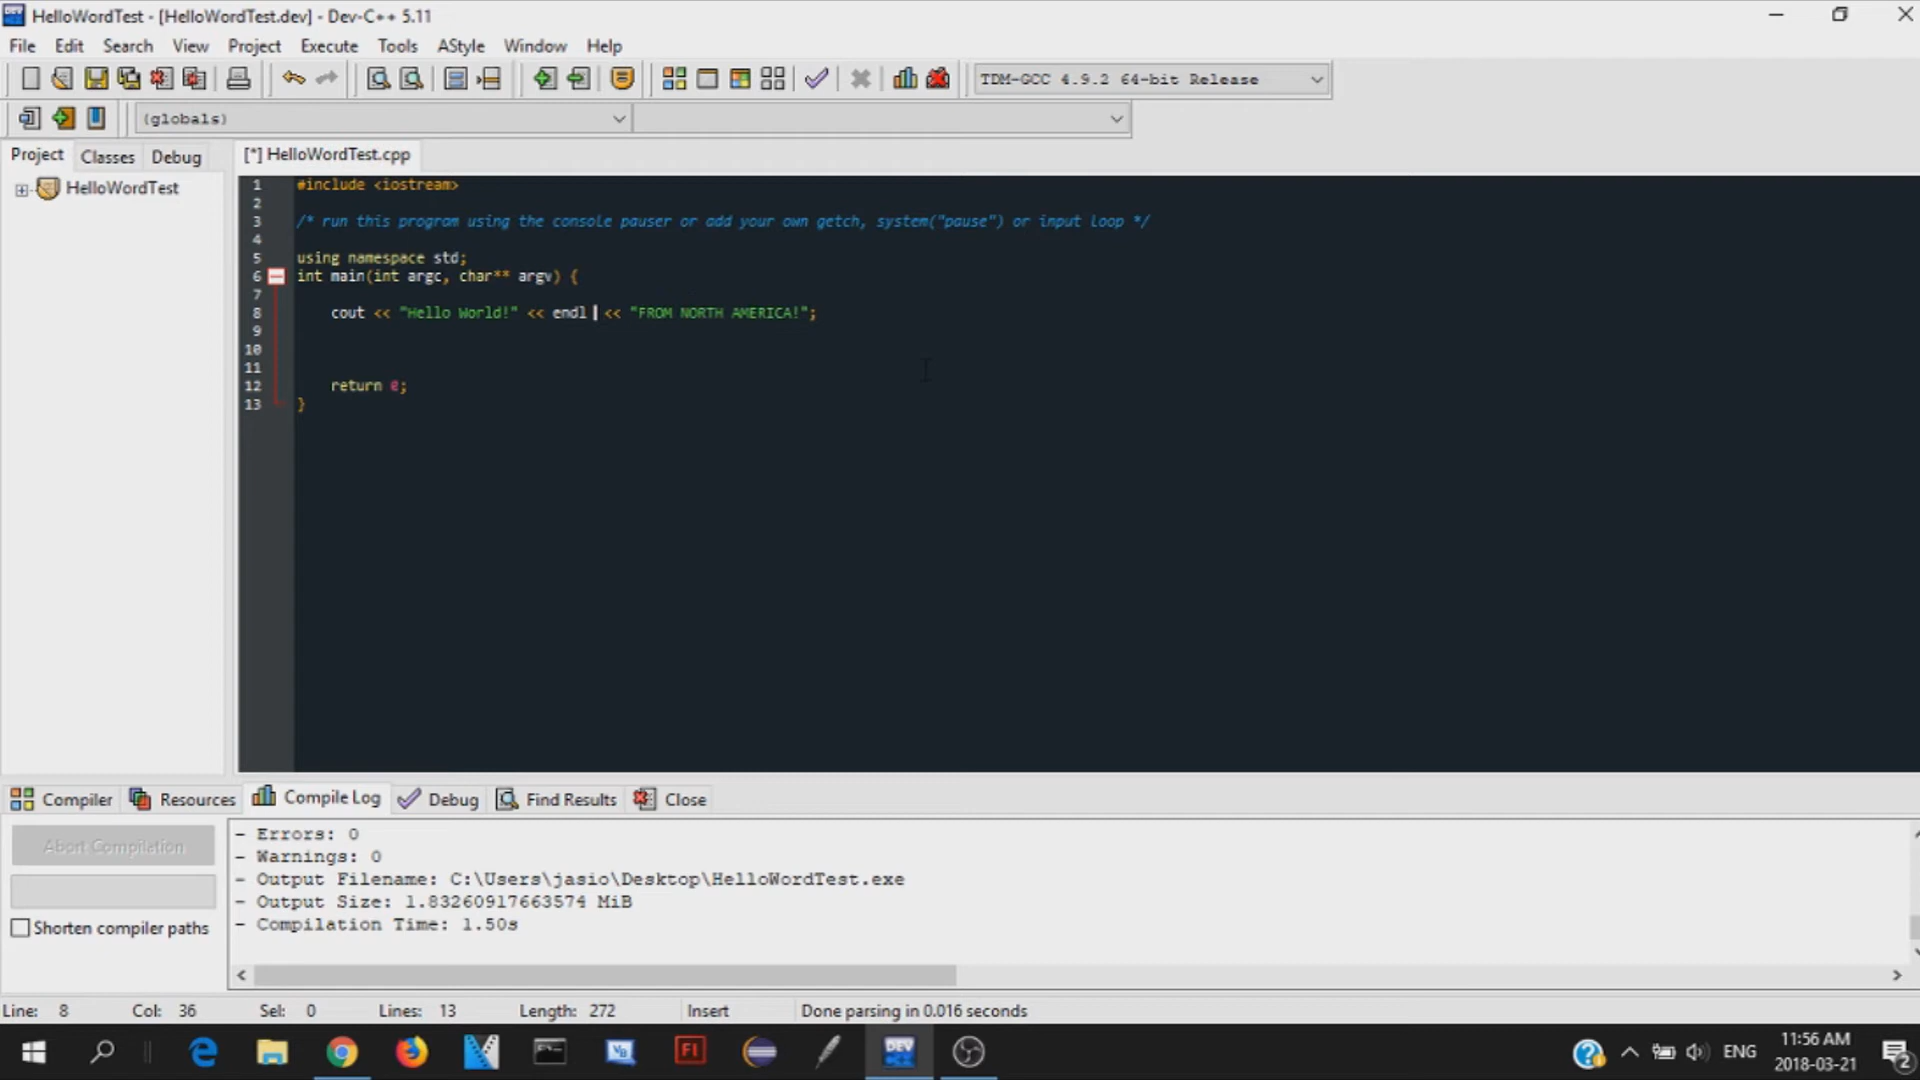 HelloWordTest - [HelloWordTest.dev] - Dev-C++ 5.11
File Edit Search View Project Execute Tools AStyle Window Help
TDM-GCC 4.9.2 64-bit Release
(globals)
Project Classes Debug
[*] HelloWordTest.cpp
HelloWordTest
1 #include <iostream>
2
3 /* run this program using the console pauser or add your own getch, system("pause") or input loop */
4
5 using namespace std;
6 int main(int argc, char** argv) {
7
8 cout << "Hello World!" << endl << "FROM NORTH AMERICA!";
9
10
11
12 return 0;
13 }
Compiler Resources Compile Log Debug Find Results Close
Abort Compilation
Shorten compiler paths
- Errors: 0
- Warnings: 0
- Output Filename: C:\Users\jasio\Desktop\HelloWordTest.exe
- Output Size: 1.83260917663574 MiB
- Compilation Time: 1.50s
Line: 8 Col: 36 Sel: 0 Lines: 13 Length: 272 Insert Done parsing in 0.016 seconds
VB
Fl
DEV C++
ENG
11:56 AM
2018-03-21
2